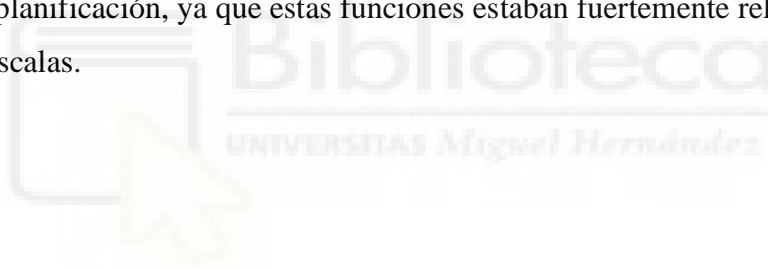 planificación, ya que estas funciones estaban fuertemente rel
scalas.
Biblioteca
UNIVERSITAS Miguel Hernández